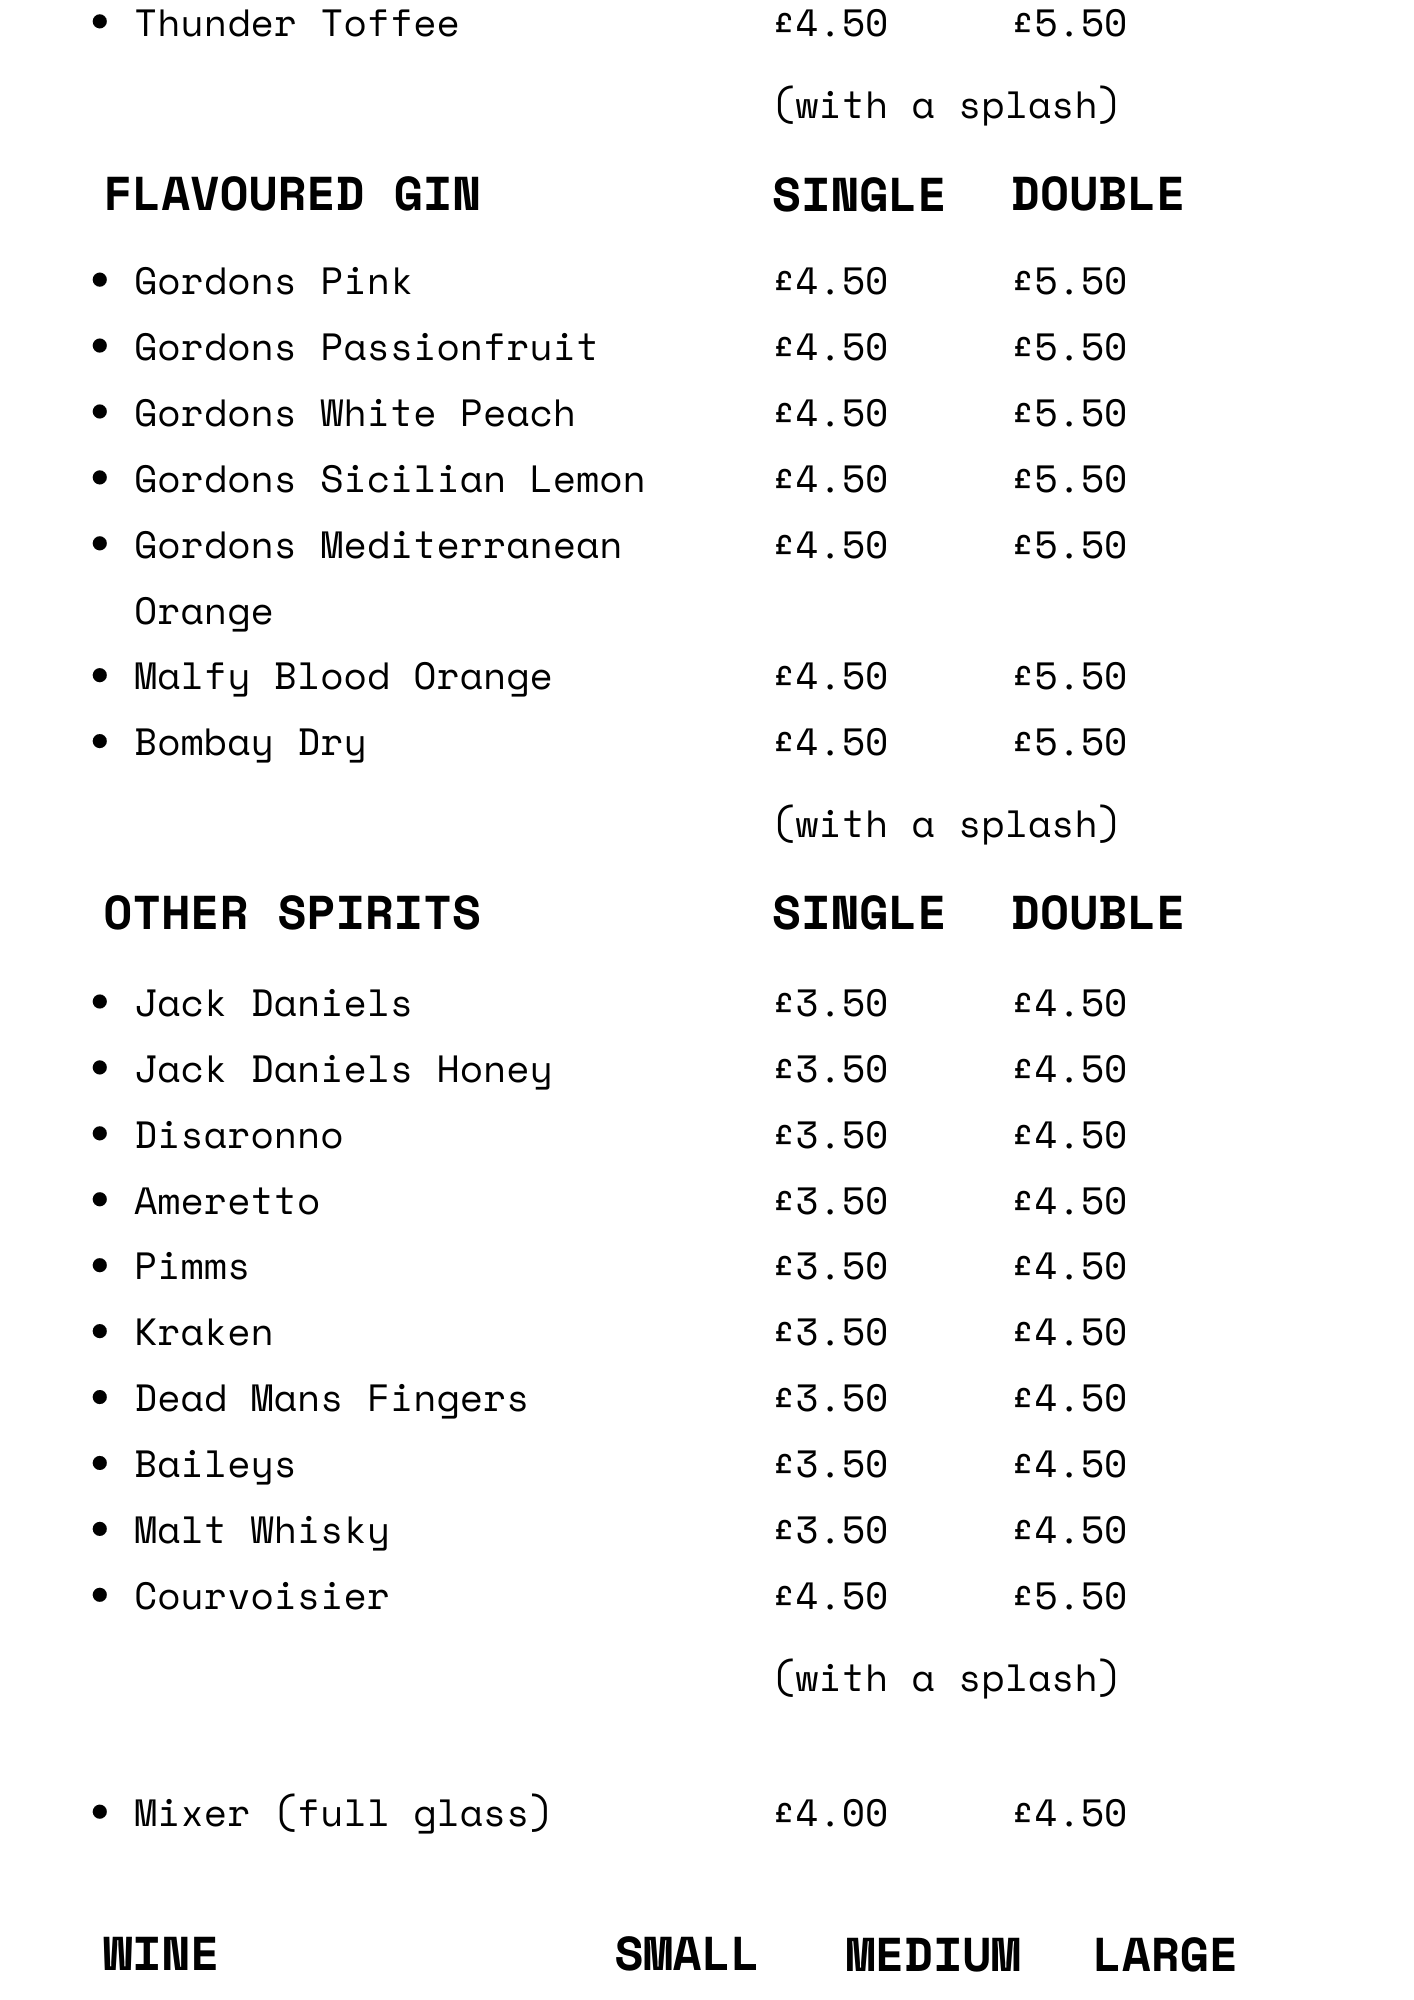 • Thunder Toffee £4.50 £5.50
(with a splash)
FLAVOURED GIN SINGLE DOUBLE
• Gordons Pink £4.50 £5.50
• Gordons Passionfruit £4.50 £5.50
• Gordons White Peach £4.50 £5.50
• Gordons Sicilian Lemon £4.50 £5.50
• Gordons Mediterranean £4.50 £5.50
Orange
• Malfy Blood Orange £4.50 £5.50
• Bombay Dry £4.50 £5.50
(with a splash)
OTHER SPIRITS SINGLE DOUBLE
• Jack Daniels £3.50 £4.50
• Jack Daniels Honey £3.50 £4.50
• Disaronno £3.50 £4.50
• Ameretto £3.50 £4.50
• Pimms £3.50 £4.50
• Kraken £3.50 £4.50
• Dead Mans Fingers £3.50 £4.50
• Baileys £3.50 £4.50
• Malt Whisky £3.50 £4.50
• Courvoisier £4.50 £5.50
(with a splash)
• Mixer (full glass) £4.00 £4.50
WINE SMALL MEDIUM LARGE